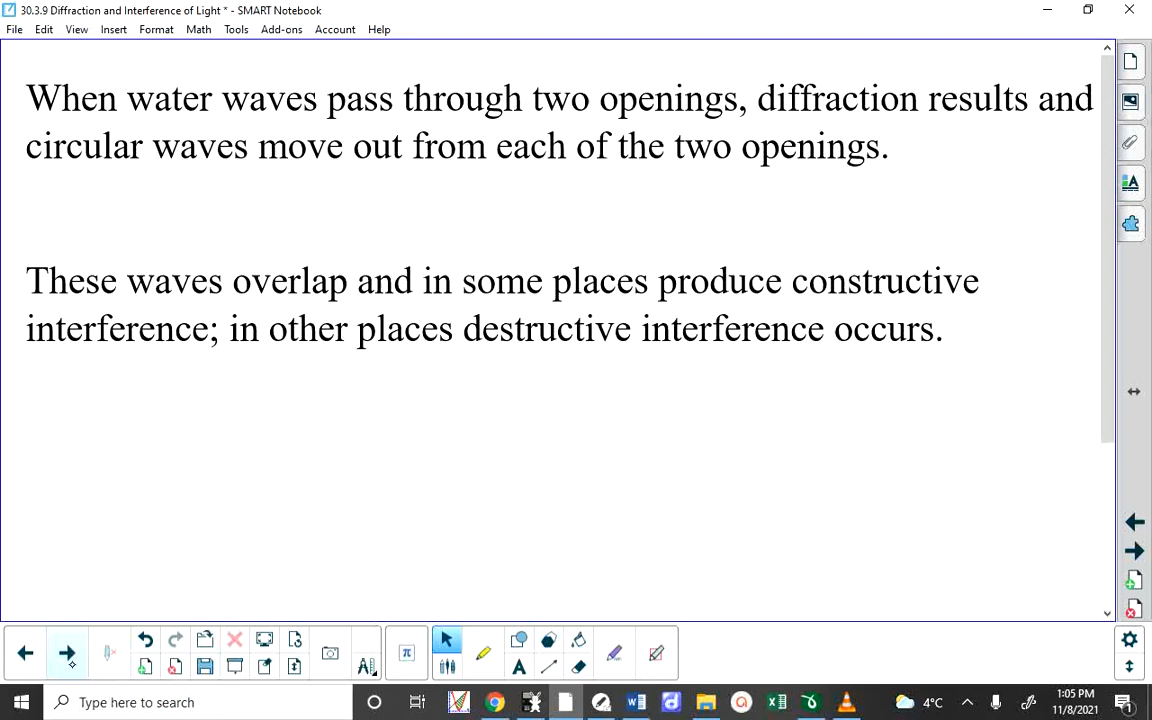 30.3.9 Diffraction and Interference of Light * - SMART Notebook
File Edit View Insert Format Math Tools Add-ons Account Help
When water waves pass through two openings, diffraction results and
circular waves move out from each of the two openings.
These waves overlap and in some places produce constructive
interference; in other places destructive interference occurs.
Type here to search
4°C
1:05 PM
11/8/2021